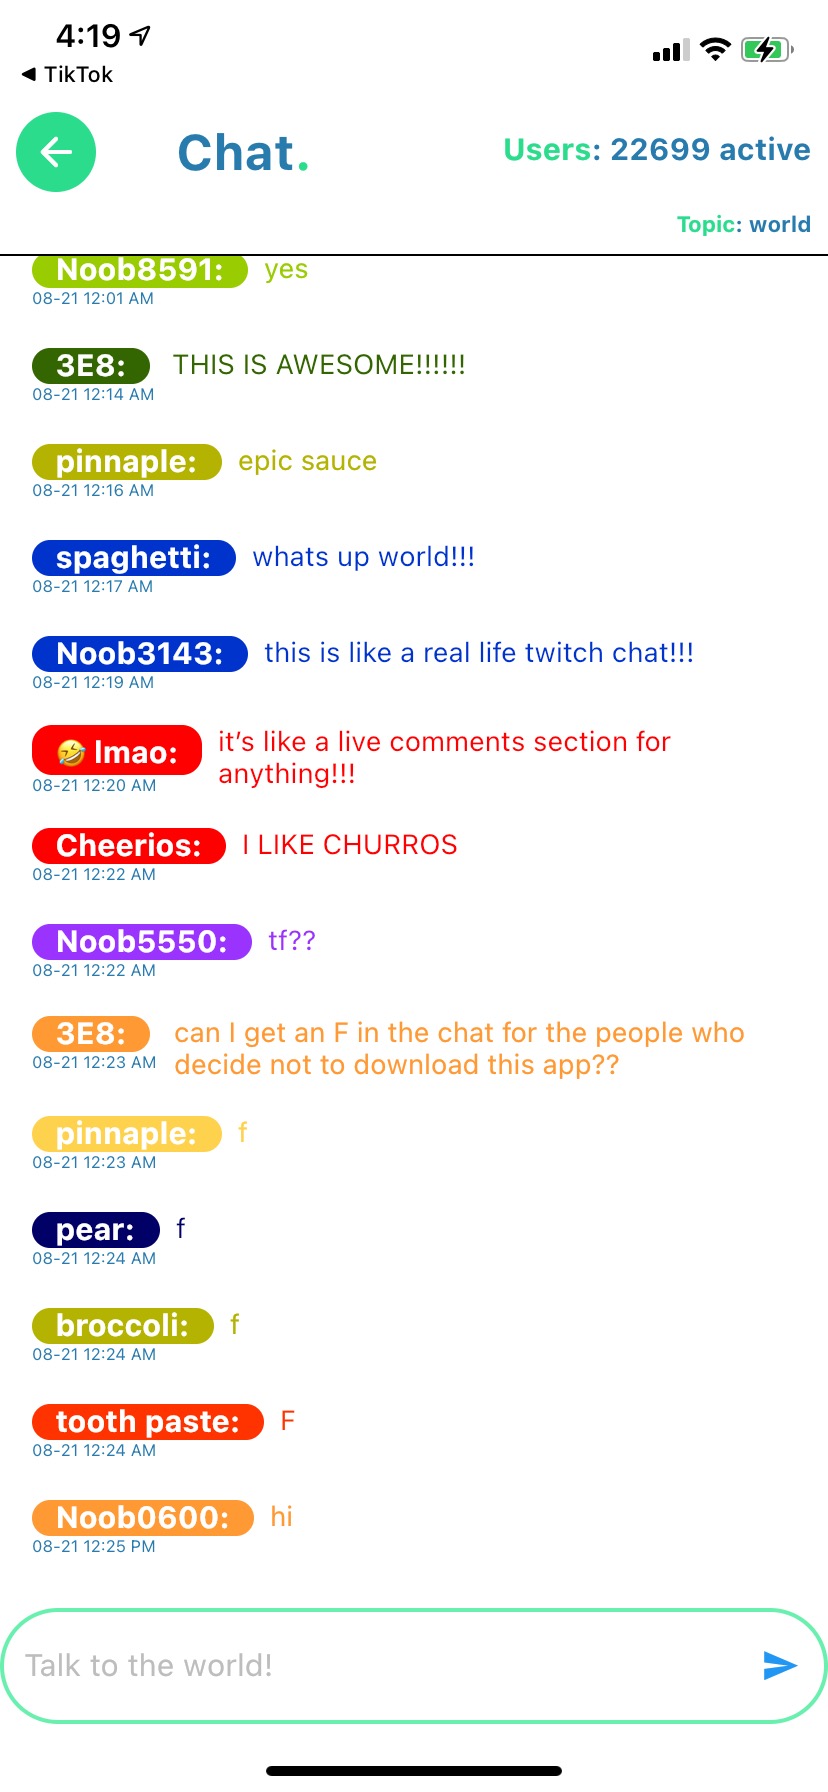 4:19
◀ TikTok
Chat.
Users: 22699 active
Topic: world
Noob8591: yes
08-21 12:01 AM
3E8: THIS IS AWESOME!!!!!!
08-21 12:14 AM
pinnaple: epic sauce
08-21 12:16 AM
spaghetti: whats up world!!!
08-21 12:17 AM
Noob3143: this is like a real life twitch chat!!!
08-21 12:19 AM
🤣 lmao: it’s like a live comments section for
anything!!!
08-21 12:20 AM
Cheerios: I LIKE CHURROS
08-21 12:22 AM
Noob5550: tf??
08-21 12:22 AM
3E8: can I get an F in the chat for the people who
decide not to download this app??
08-21 12:23 AM
pinnaple: f
08-21 12:23 AM
pear: f
08-21 12:24 AM
broccoli: f
08-21 12:24 AM
tooth paste: F
08-21 12:24 AM
Noob0600: hi
08-21 12:25 PM
Talk to the world!